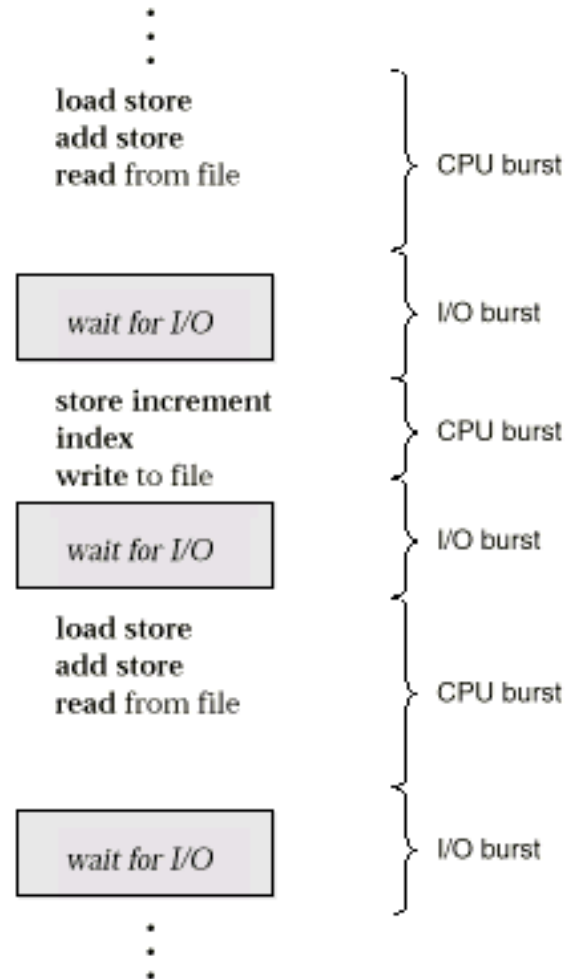 load store
add store
read from file
CPU burst
wait for I/O
I/O burst
store increment
index
write to file
CPU burst
wait for I/O
I/O burst
load store
add store
read from file
CPU burst
wait for I/O
I/O burst